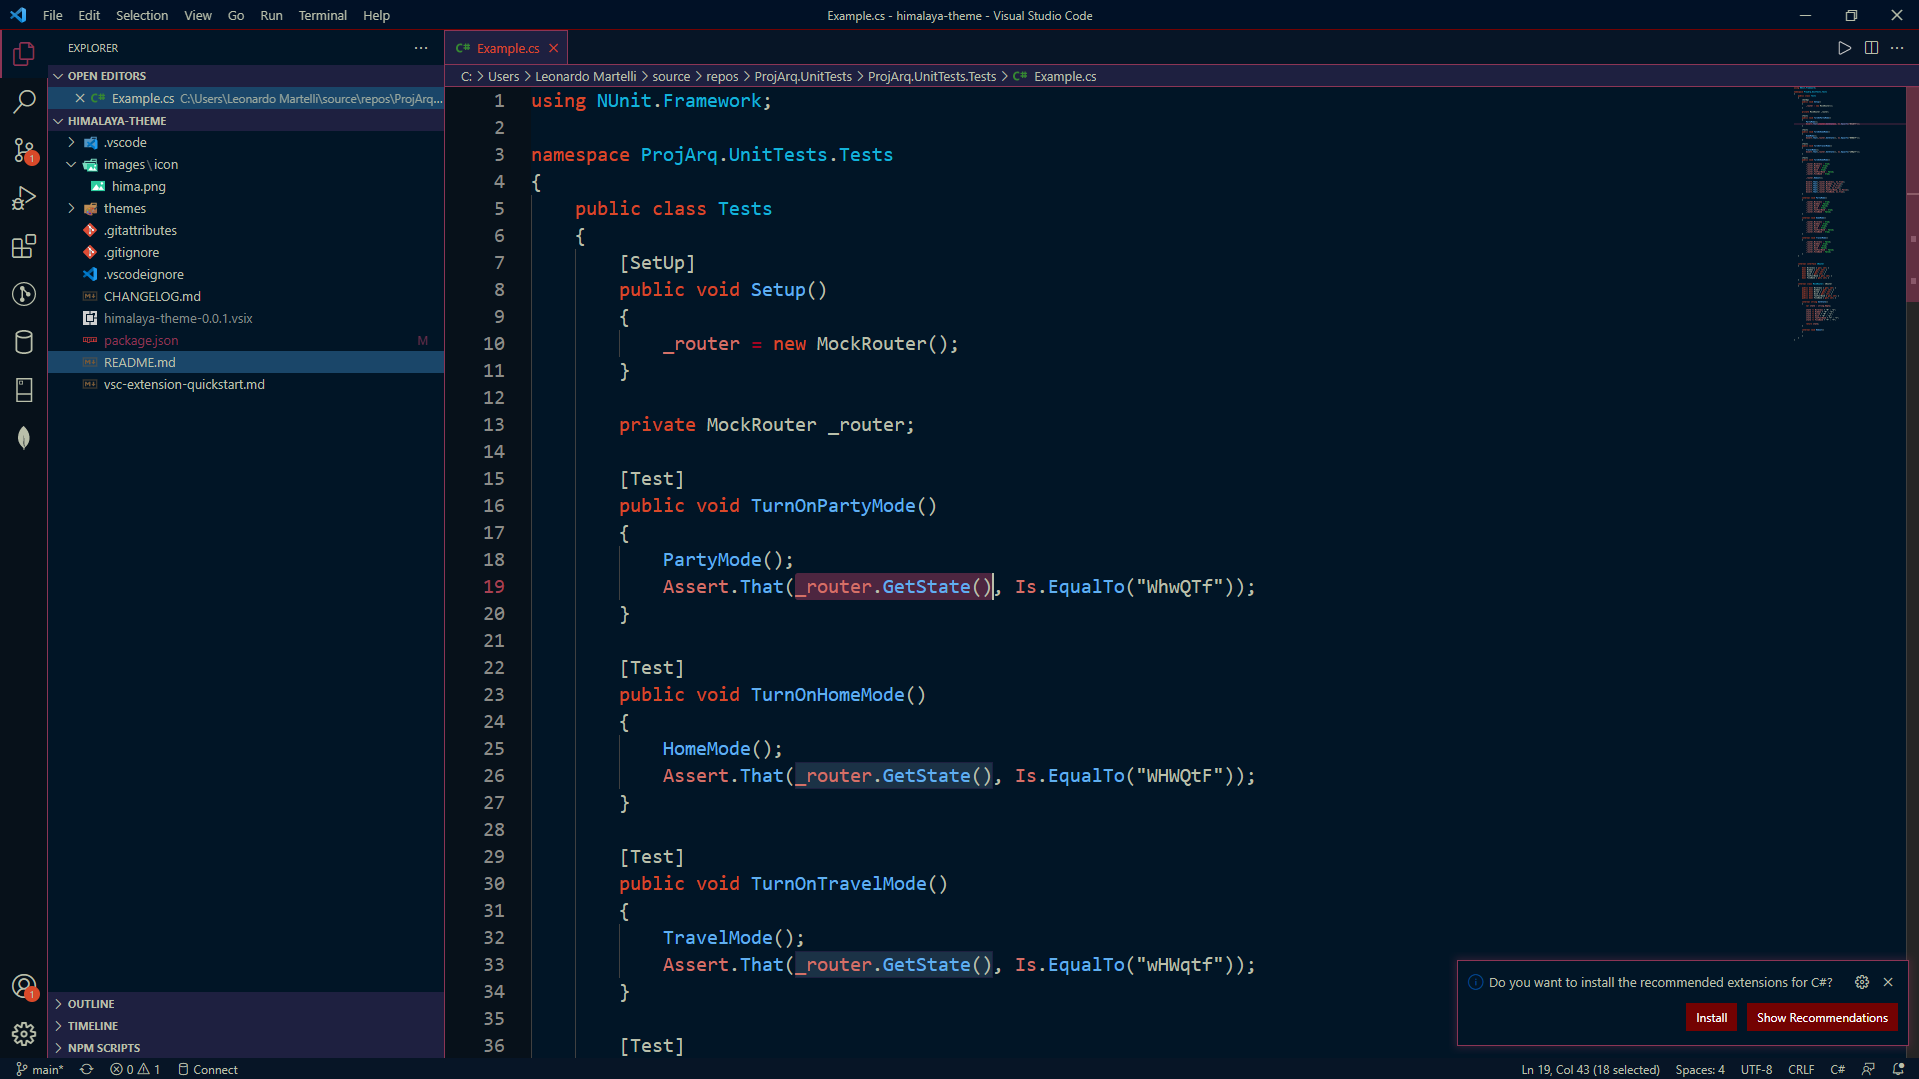 File Edit Selection View Go Run Terminal Help
Example.cs - himalaya-theme - Visual Studio Code
EXPLORER
OPEN EDITORS
Example.cs C:\Users\Leonardo Martelli\source\repos\ProjArq...
HIMALAYA-THEME
.vscode
images\icon
hima.png
themes
.gitattributes
.gitignore
.vscodeignore
CHANGELOG.md
himalaya-theme-0.0.1.vsix
package.json M
README.md
vsc-extension-quickstart.md
OUTLINE
TIMELINE
NPM SCRIPTS
1
1
C# Example.cs
C: > Users > Leonardo Martelli > source > repos > ProjArq.UnitTests > ProjArq.UnitTests.Tests > C# Example.cs
1 using NUnit.Framework;
2
3 namespace ProjArq.UnitTests.Tests
4 {
5 public class Tests
6 {
7 [SetUp]
8 public void Setup()
9 {
10 _router = new MockRouter();
11 }
12
13 private MockRouter _router;
14
15 [Test]
16 public void TurnOnPartyMode()
17 {
18 PartyMode();
19 Assert.That(_router.GetState(), Is.EqualTo("WhwQTf"));
20 }
21
22 [Test]
23 public void TurnOnHomeMode()
24 {
25 HomeMode();
26 Assert.That(_router.GetState(), Is.EqualTo("WHWQtF"));
27 }
28
29 [Test]
30 public void TurnOnTravelMode()
31 {
32 TravelMode();
33 Assert.That(_router.GetState(), Is.EqualTo("wHWqtf"));
34 }
35
36 [Test]
Do you want to install the recommended extensions for C#?
Install
Show Recommendations
main* 0 1 Connect
Ln 19, Col 43 (18 selected) Spaces: 4 UTF-8 CRLF C#